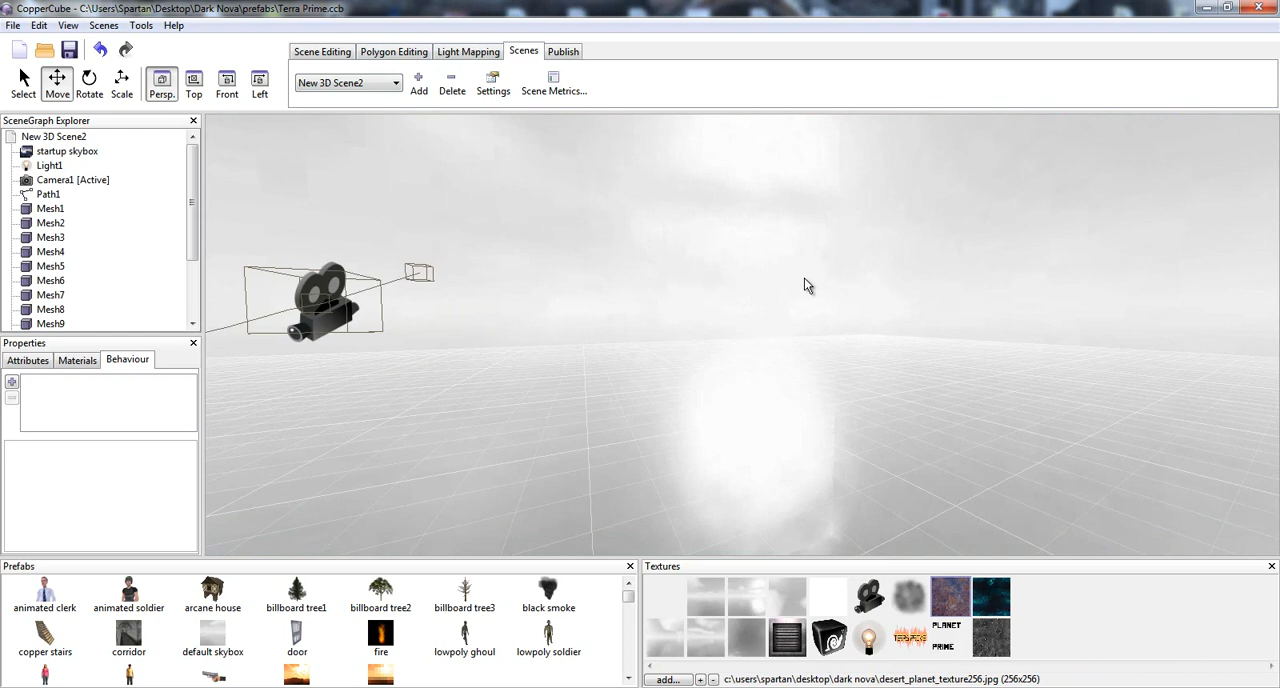 CopperCube - C:\Users\Spartan\Desktop\Dark Nova\prefabs\Terra Prime.ccb
File Edit View Scenes Tools Help
Scene Editing Polygon Editing Light Mapping Scenes Publish
Select Move Rotate Scale Persp. Top Front Left
New 3D Scene2 Add Delete Settings Scene Metrics...
SceneGraph Explorer
New 3D Scene2
startup skybox
Light1
Camera1 [Active]
Path1
Mesh1
Mesh2
Mesh3
Mesh4
Mesh5
Mesh6
Mesh7
Mesh8
Mesh9
Properties
Attributes Materials Behaviour
Prefabs
animated clerk animated soldier arcane house billboard tree1 billboard tree2 billboard tree3 black smoke
copper stairs corridor default skybox door fire lowpoly ghoul lowpoly soldier
Textures
PLANET
PRIME
add... + - c:\users\spartan\desktop\dark nova\desert_planet_texture256.jpg (256x256)